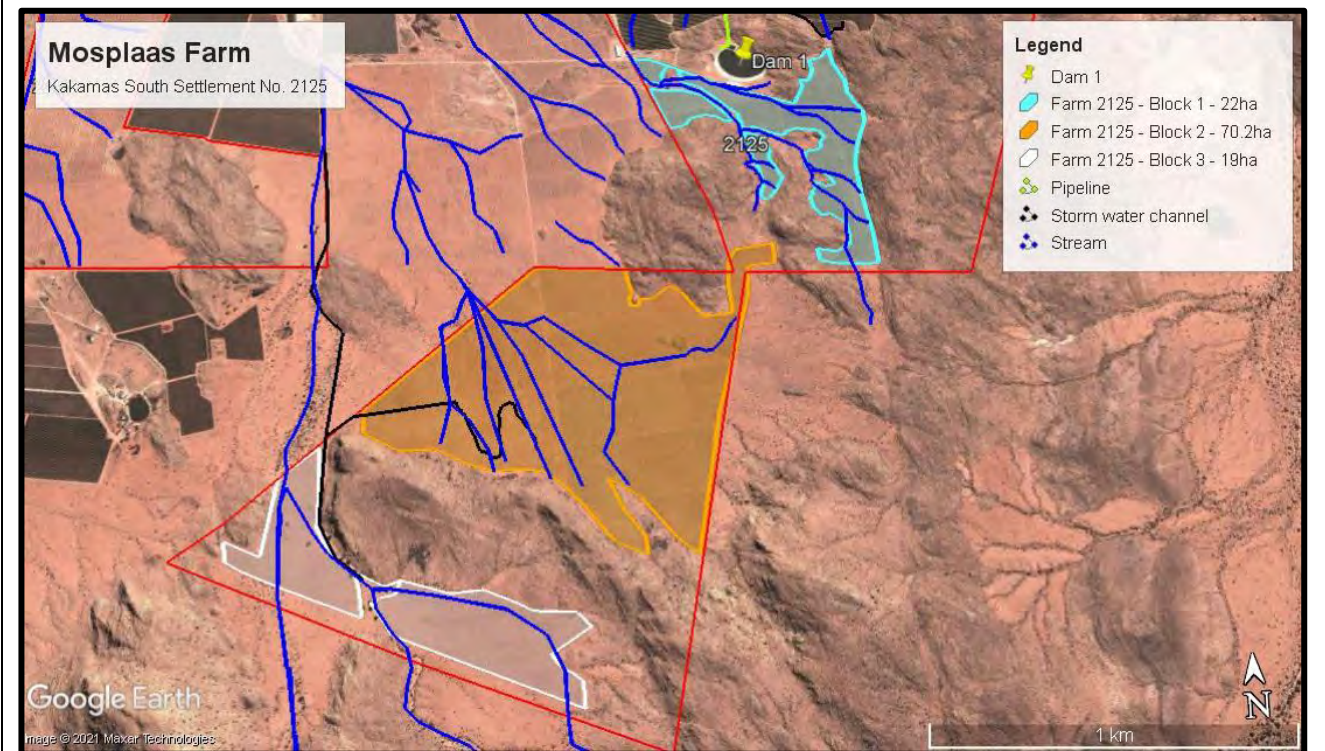 Mosplaas Farm
Kakamas South Settlement No. 2125
Dam 1
2125
Legend
Dam 1
Farm 2125 - Block 1 - 22ha
Farm 2125 - Block 2 - 70.2ha
Farm 2125 - Block 3 - 19ha
Pipeline
Storm water channel
Stream
Google Earth
mage © 2021 Maxar Technologies
N
1 km